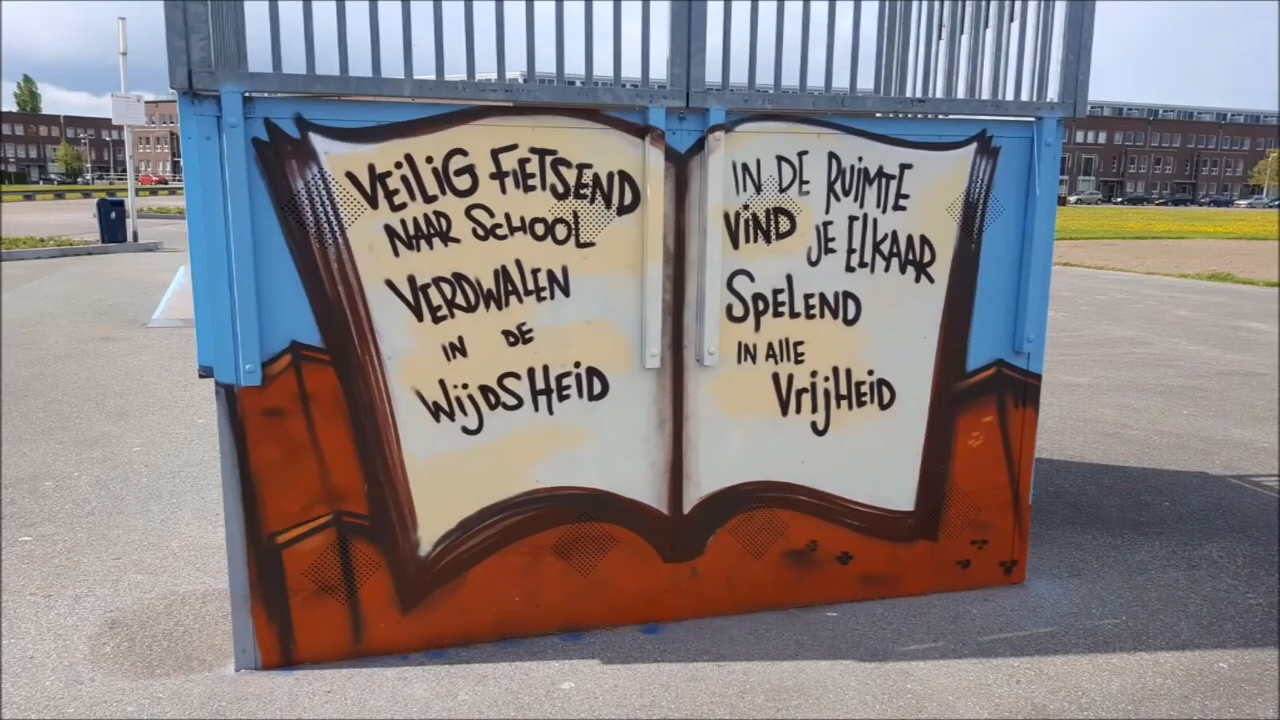 VEILIG FIETSEND
NAAR SCHOOL
VERDWALEN
IN DE
WIJDSHEID
IN DE RUIMTE
VIND JE ELKAAR
SPELEND
IN ALLE
VRIJHEID